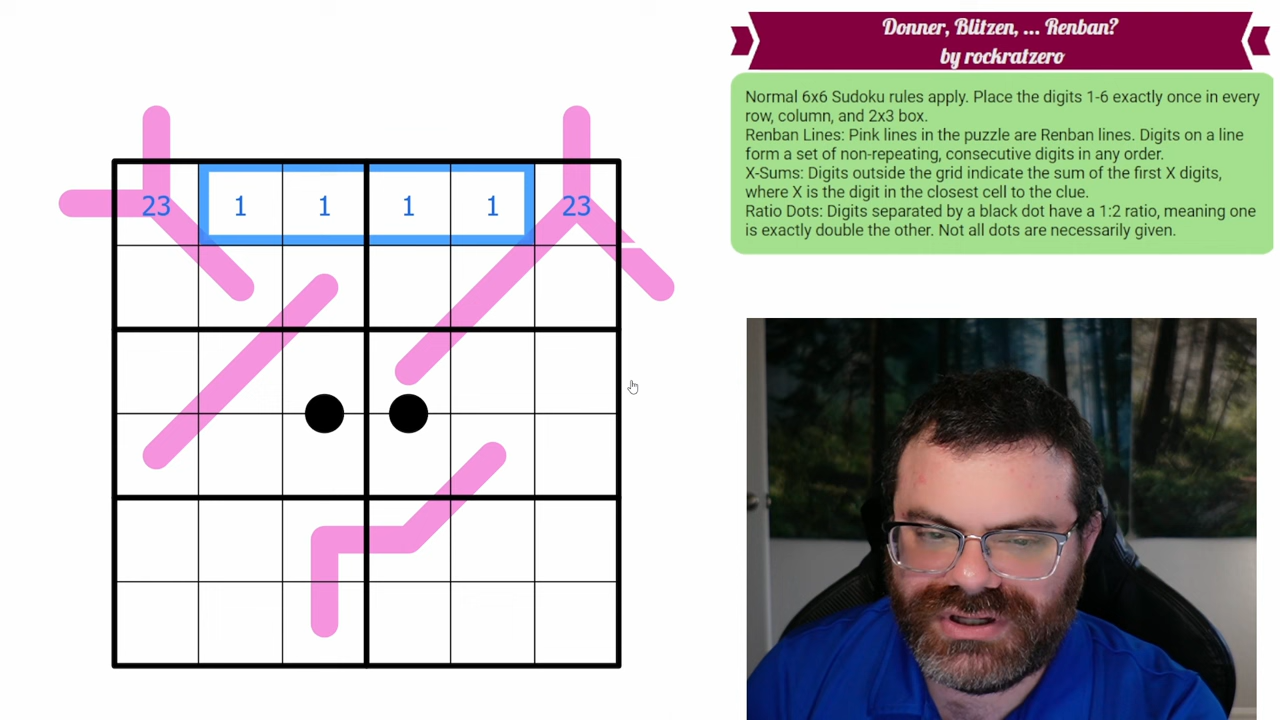 Donner, Blitzen, ... Renban?
by rockratzero
Normal 6x6 Sudoku rules apply. Place the digits 1-6 exactly once in every
row, column, and 2x3 box.
Renban Lines: Pink lines in the puzzle are Renban lines. Digits on a line
form a set of non-repeating, consecutive digits in any order.
X-Sums: Digits outside the grid indicate the sum of the first X digits,
where X is the digit in the closest cell to the clue.
Ratio Dots: Digits separated by a black dot have a 1:2 ratio, meaning one
is exactly double the other. Not all dots are necessarily given.
23 1 1 1 1 23